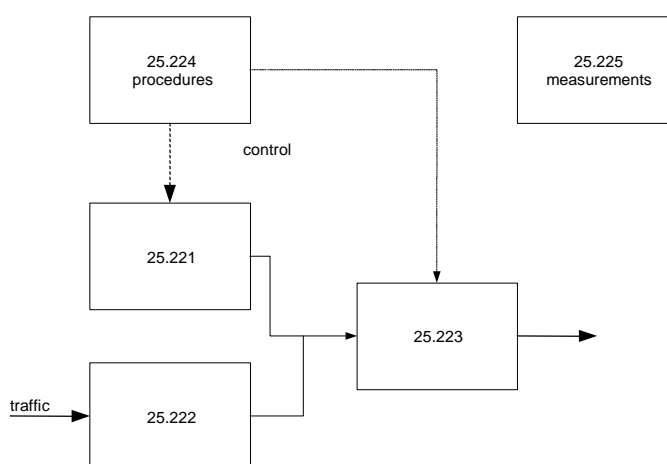 25.224
procedures
25.225
measurements
control
25.221
25.223
traffic
25.222